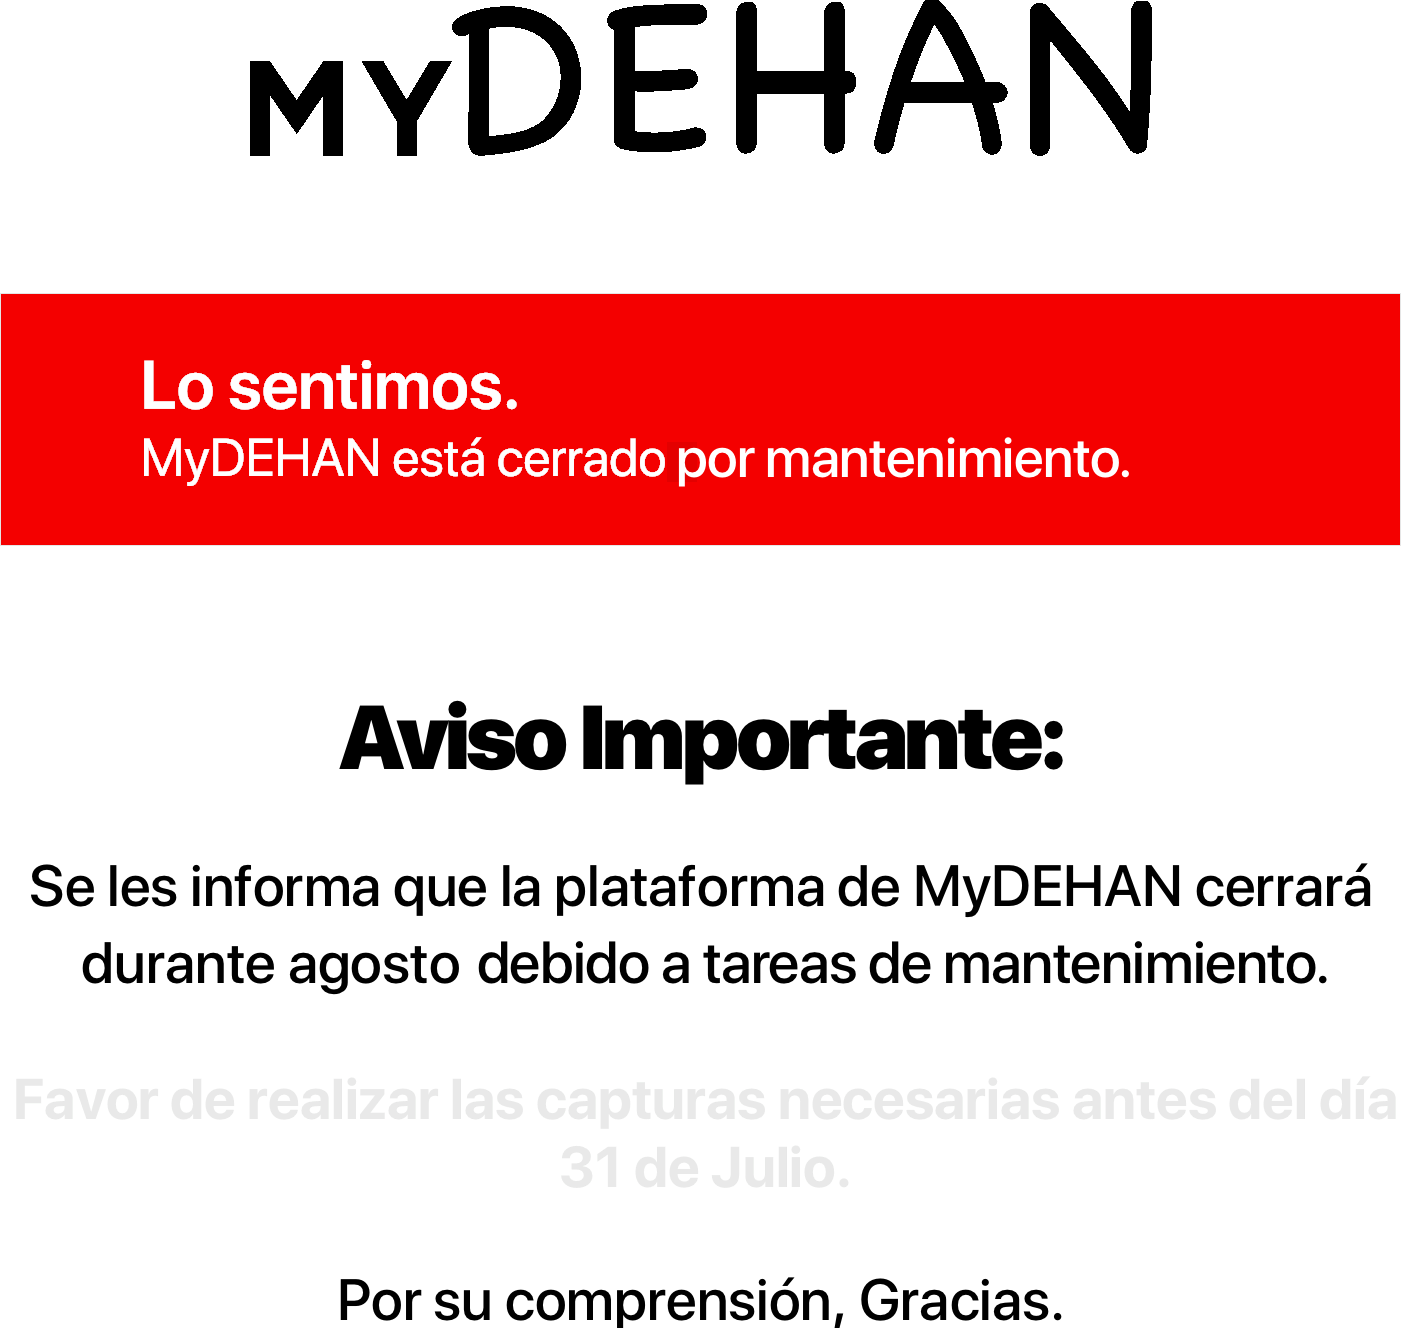 MYDEHAN
Lo sentimos.
MyDEHAN está cerrado por mantenimiento.
Aviso Importante:
Se les informa que la plataforma de MyDEHAN cerrará
durante agosto debido a tareas de mantenimiento.
Favor de realizar las capturas necesarias antes del día
31 de Julio.
Por su comprensión, Gracias.